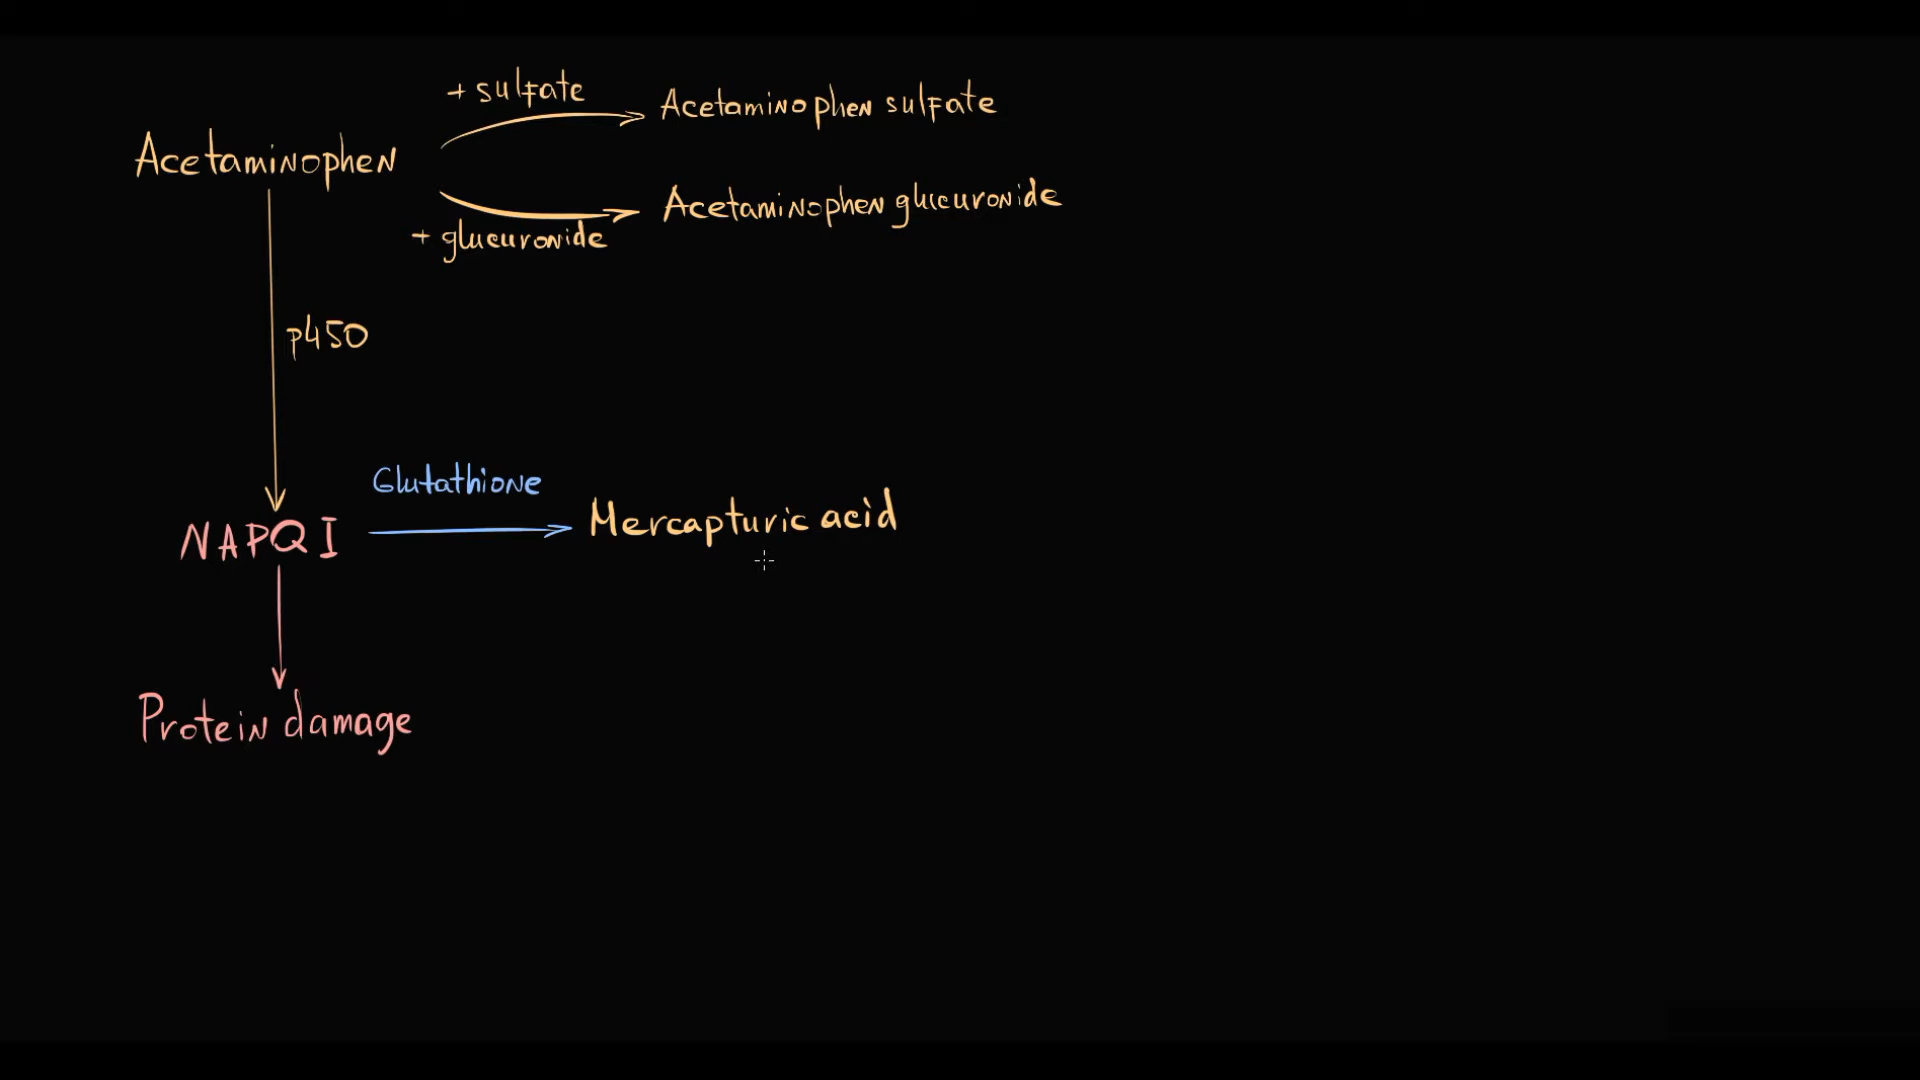 + sulfate
Acetaminophen sulfate
Acetaminophen
Acetaminophen glucuronide
+ glucuronide
p450
Glutathione
Mercapturic acid
NAPQI
Protein damage